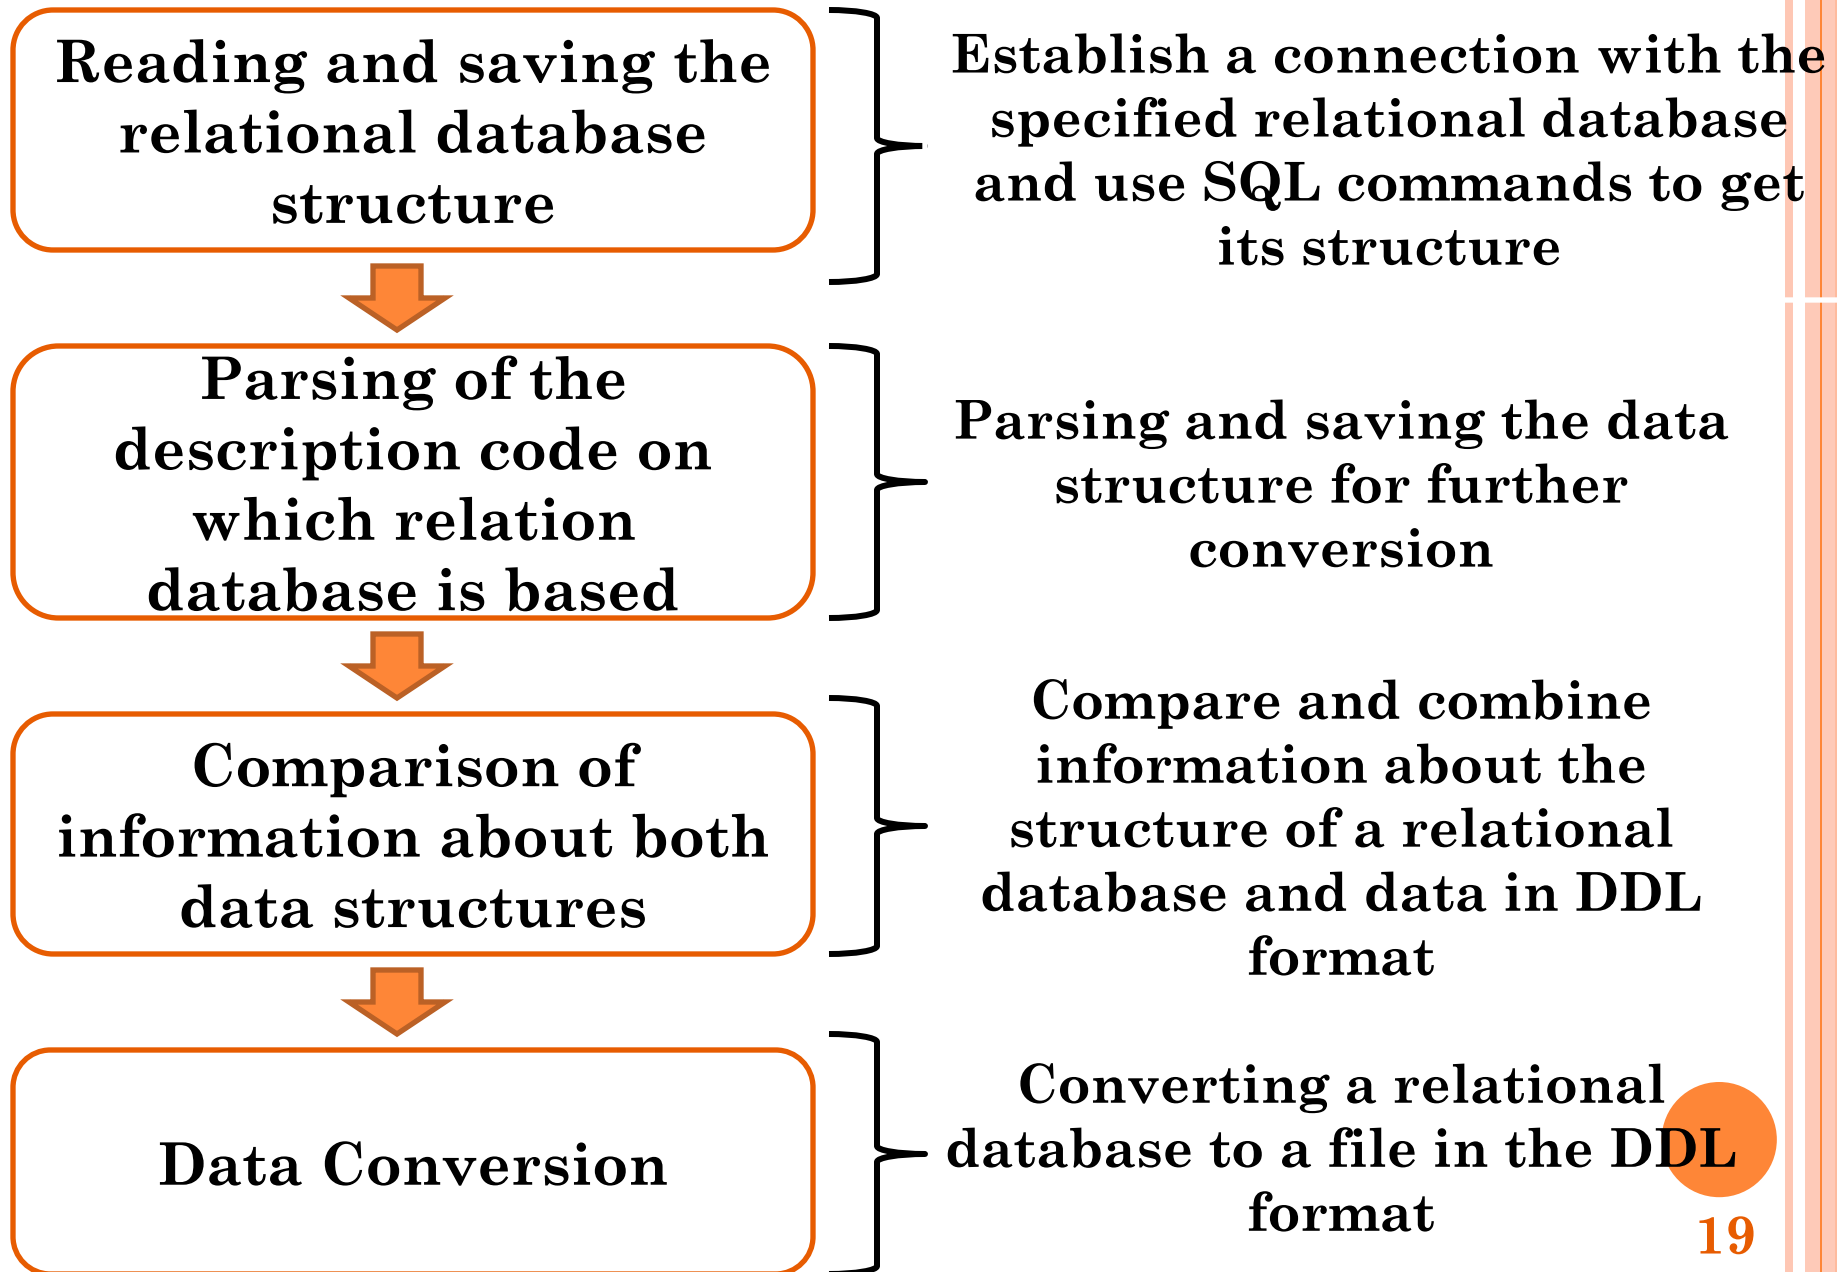 Reading and saving the
relational database
structure
Establish a connection with the
specified relational database
and use SQL commands to get
its structure
Parsing of the
description code on
which relation
database is based
Parsing and saving the data
structure for further
conversion
Comparison of
information about both
data structures
Compare and combine
information about the
structure of a relational
database and data in DDL
format
Data Conversion
Converting a relational
database to a file in the DDL
format
19